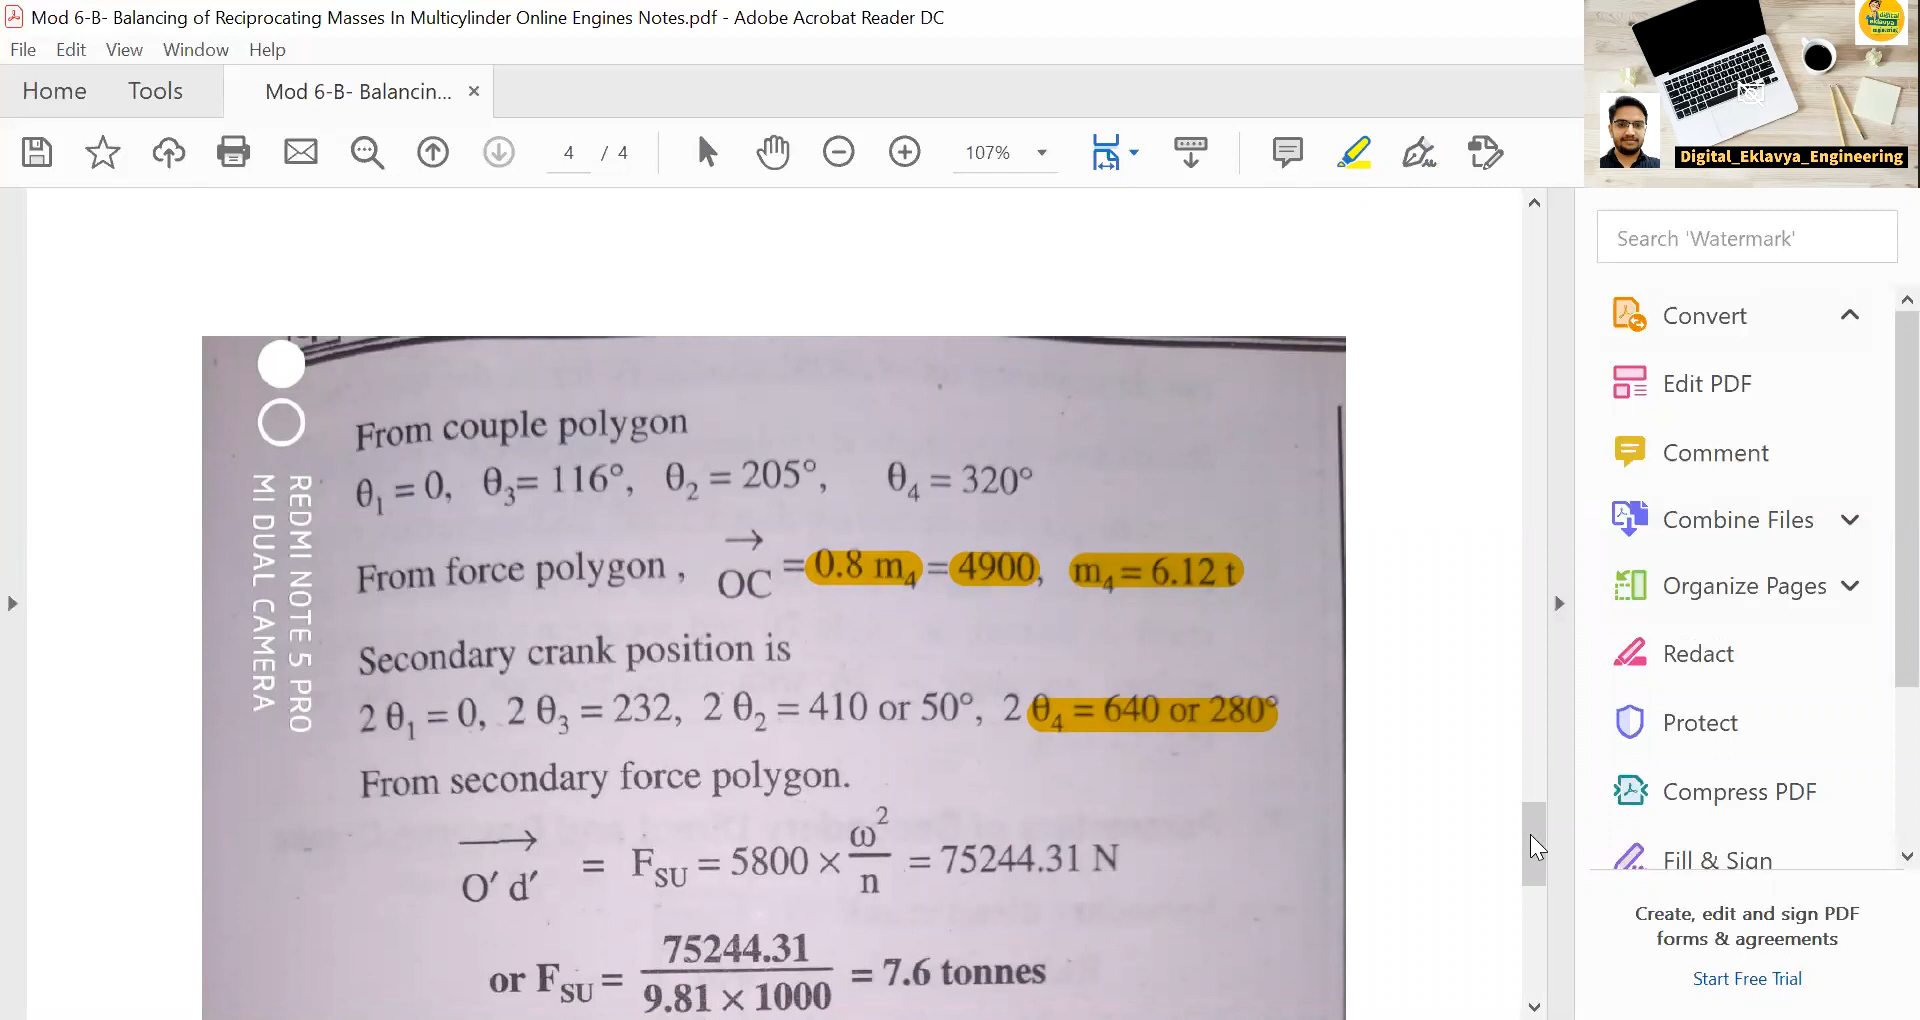 Mod 6-B- Balancing of Reciprocating Masses In Multicylinder Online Engines Notes.pdf - Adobe Acrobat Reader DC
File Edit View Window Help
Home Tools Mod 6-B- Balancin... ×
4 / 4 107%
Digital_Eklavya_Engineering
Search 'Watermark'
Convert
Edit PDF
Comment
Combine Files
Organize Pages
Redact
Protect
Compress PDF
Fill & Sign
Create, edit and sign PDF
forms & agreements
Start Free Trial
REDMI NOTE 5 PRO
MI DUAL CAMERA
From couple polygon
θ₁ = 0, θ₃= 116°, θ₂ = 205°, θ₄ = 320°
From force polygon , OC⃗ = 0.8 m₄ = 4900, m₄ = 6.12 t
Secondary crank position is
2 θ₁ = 0, 2 θ₃ = 232, 2 θ₂ = 410 or 50°, 2 θ₄ = 640 or 280°
From secondary force polygon.
O′ d′ = F_SU = 5800 × ω²/n = 75244.31 N
or F_SU = 75244.31 / 9.81 × 1000 = 7.6 tonnes